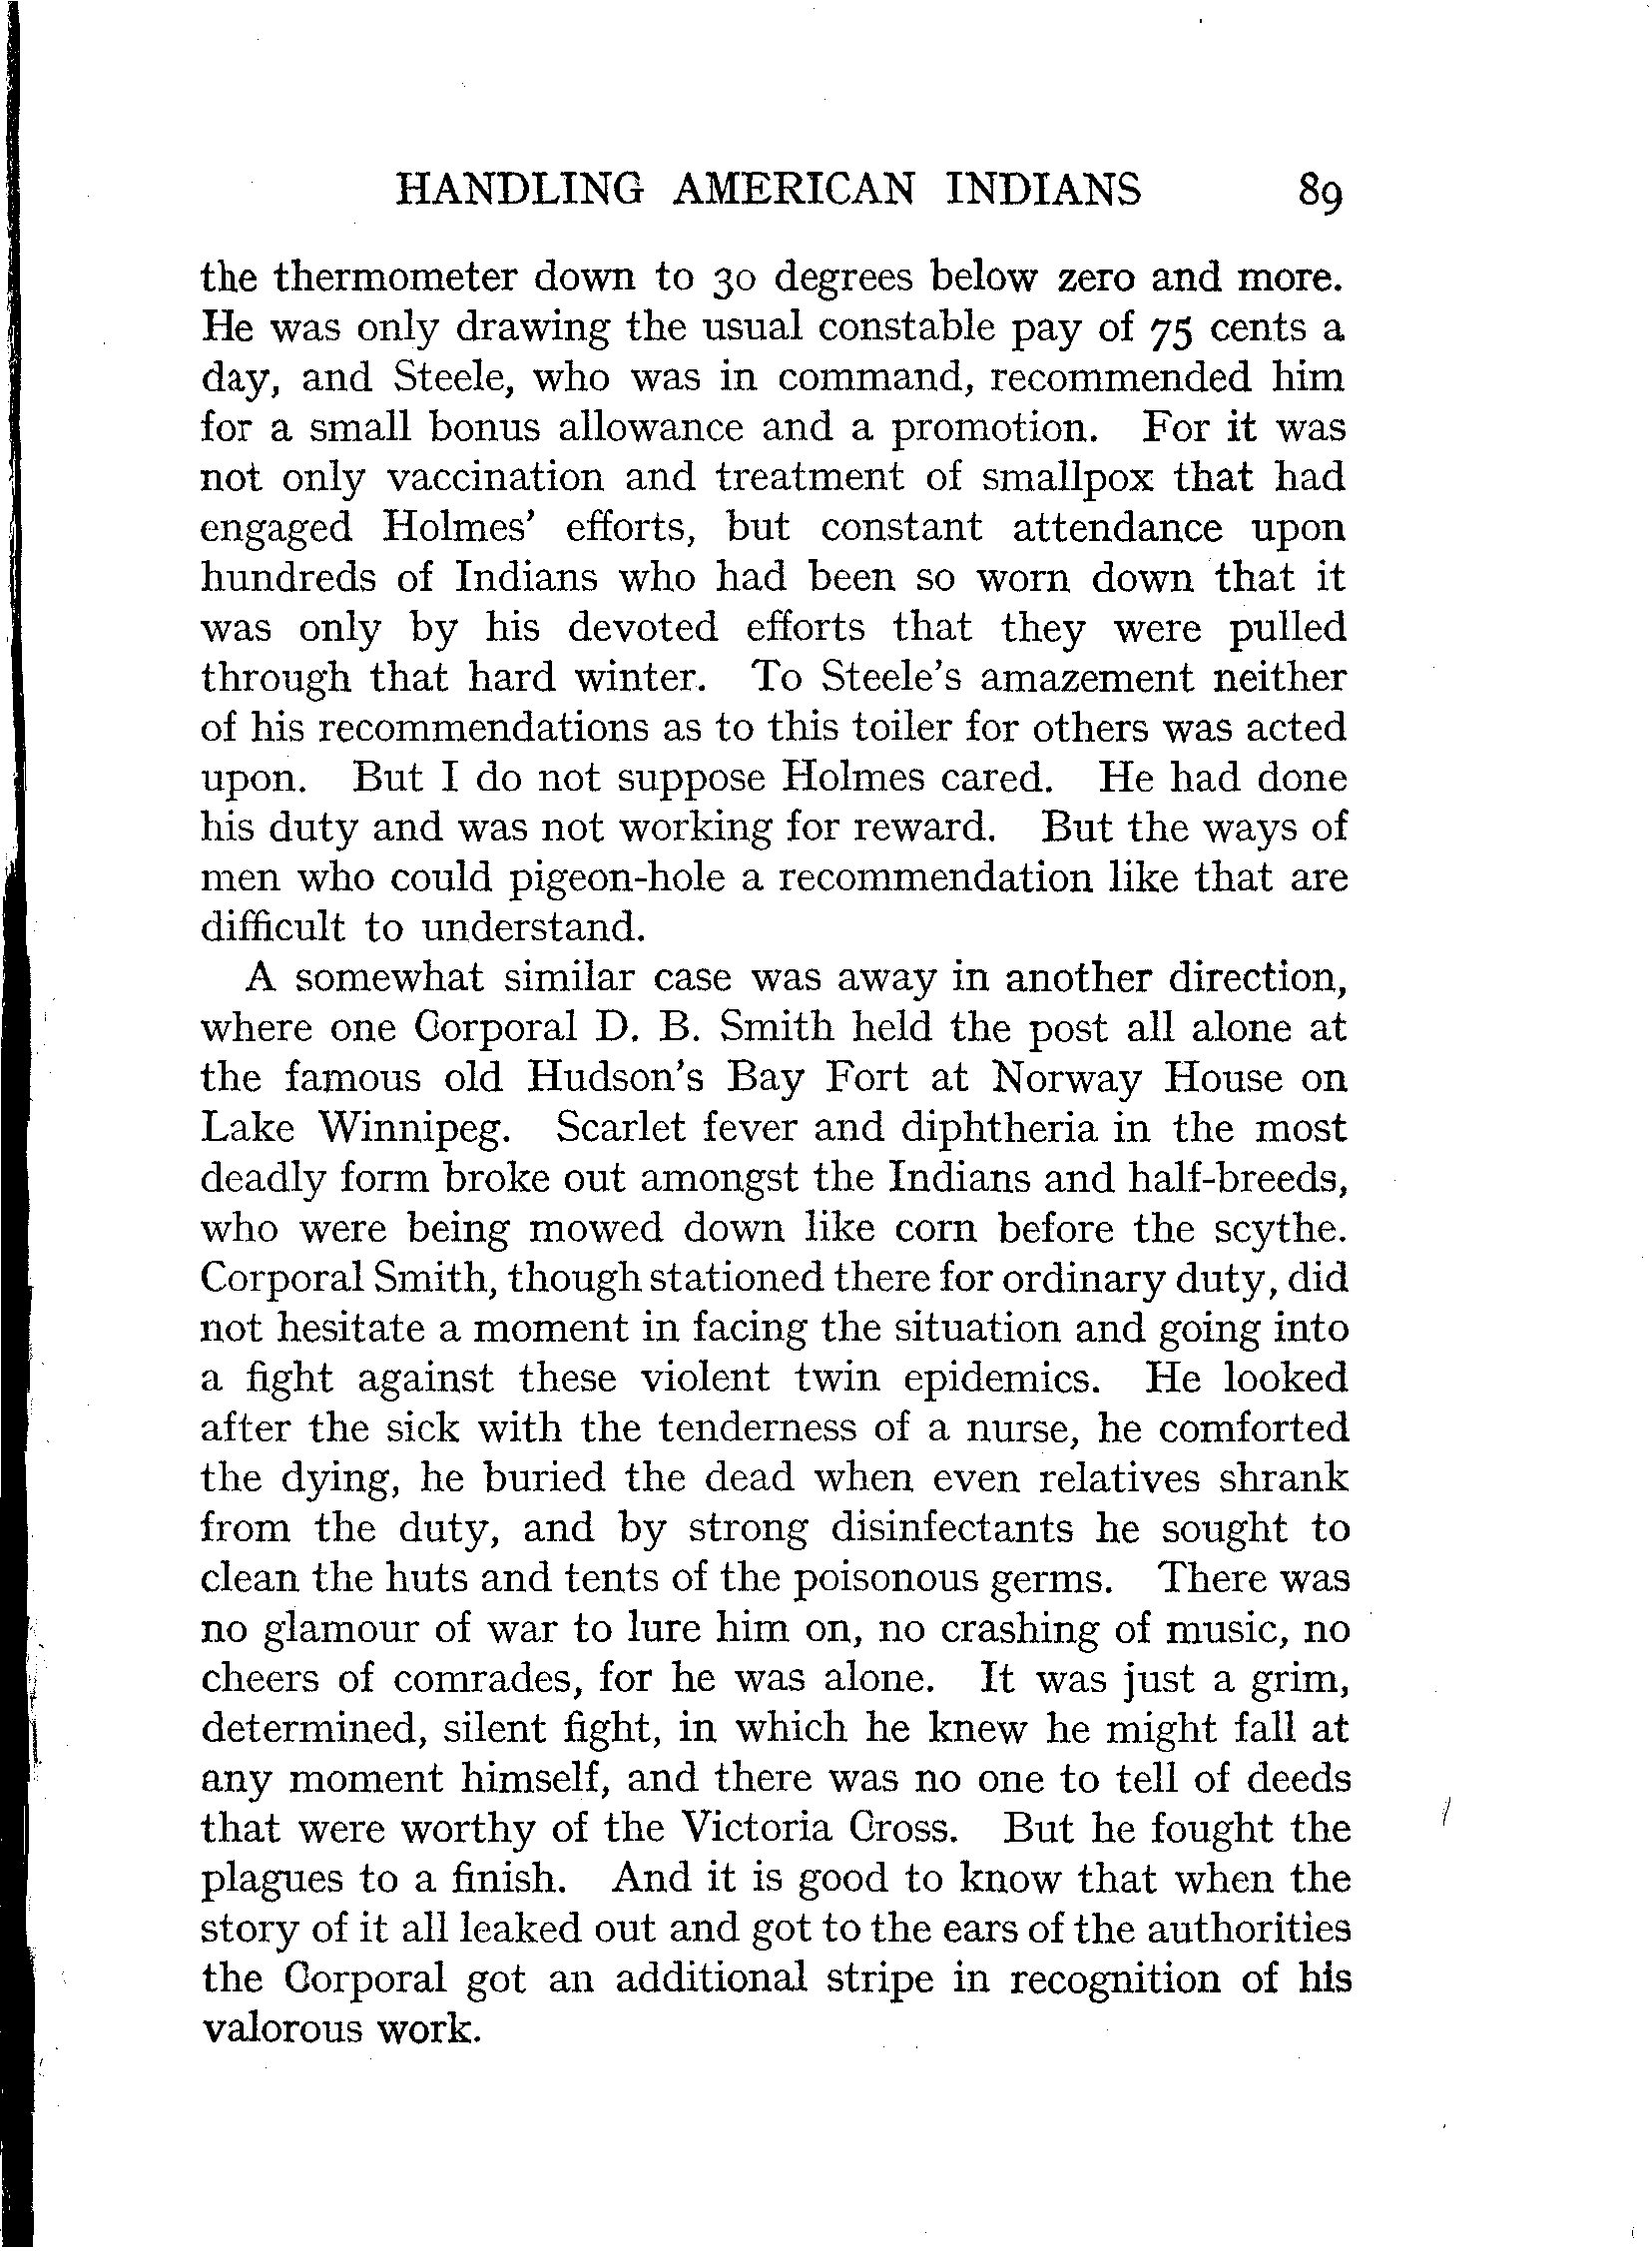 HANDLING AMERICAN INDIANS 89
the thermometer down to 30 degrees below zero and more.
He was only drawing the usual constable pay of 75 cents a
day, and Steele, who was in command, recommended him
for a small bonus allowance and a promotion. For it was
not only vaccination and treatment of smallpox that had
engaged Holmes' efforts, but constant attendance upon
hundreds of Indians who had been so worn down that it
was only by his devoted efforts that they were pulled
through that hard winter. To Steele's amazement neither
of his recommendations as to this toiler for others was acted
upon. But I do not suppose Holmes cared. He had done
his duty and was not working for reward. But the ways of
men who could pigeon-hole a recommendation like that are
difficult to understand.
A somewhat similar case was away in another direction,
where one Corporal D. B. Smith held the post all alone at
the famous old Hudson's Bay Fort at Norway House on
Lake Winnipeg. Scarlet fever and diphtheria in the most
deadly form broke out amongst the Indians and half-breeds,
who were being mowed down like corn before the scythe.
Corporal Smith, though stationed there for ordinary duty, did
not hesitate a moment in facing the situation and going into
a fight against these violent twin epidemics. He looked
after the sick with the tenderness of a nurse, he comforted
the dying, he buried the dead when even relatives shrank
from the duty, and by strong disinfectants he sought to
clean the huts and tents of the poisonous germs. There was
no glamour of war to lure him on, no crashing of music, no
cheers of comrades, for he was alone. It was just a grim,
determined, silent fight, in which he knew he might fall at
any moment himself, and there was no one to tell of deeds
that were worthy of the Victoria Cross. But he fought the
plagues to a finish. And it is good to know that when the
story of it all leaked out and got to the ears of the authorities
the Corporal got an additional stripe in recognition of his
valorous work.